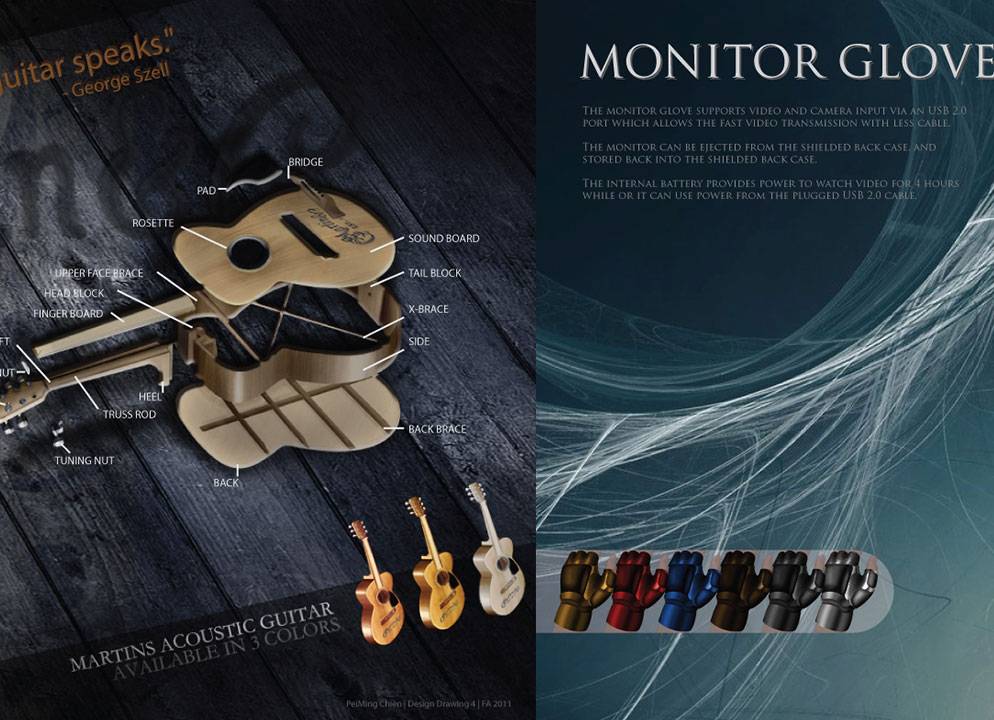 guitar speaks."
- George Szell
BRIDGE
PAD
ROSETTE
SOUND BOARD
UPPER FACE BRACE
TAIL BLOCK
HEAD BLOCK
FINGER BOARD
X-BRACE
SIDE
HEEL
TRUSS ROD
BACK BRACE
TUNING NUT
BACK
MARTINS ACOUSTIC GUITAR
AVAILABLE IN 3 COLORS
PeiMing Chien | Design Drawing 4 | FA 2011
MONITOR GLOVE
THE MONITOR GLOVE SUPPORTS VIDEO AND CAMERA INPUT VIA AN USB 2.0
PORT WHICH ALLOWS THE FAST VIDEO TRANSMISSION WITH LESS CABLE.
THE MONITOR CAN BE EJECTED FROM THE SHIELDED BACK CASE, AND
STORED BACK INTO THE SHIELDED BACK CASE.
THE INTERNAL BATTERY PROVIDES POWER TO WATCH VIDEO FOR 4 HOURS
WHILE OR IT CAN USE POWER FROM THE PLUGGED USB 2.0 CABLE.